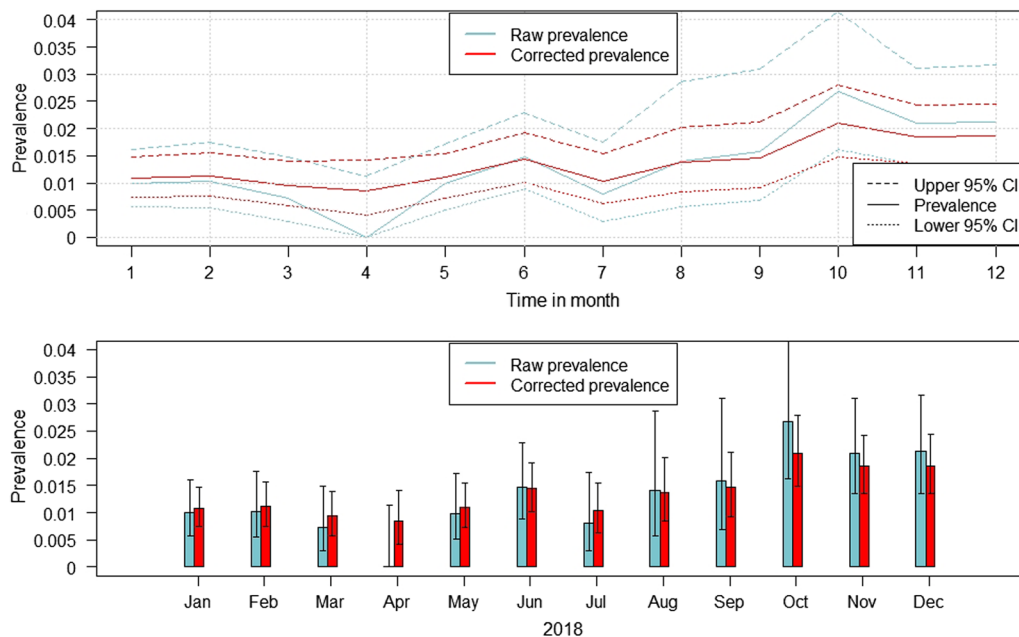 0.04
0.035
0.03
0.025
0.02
0.015
0.01
0.005
0
Prevalence
Raw prevalence
Corrected prevalence
Upper 95% CI
Prevalence
Lower 95% CI
1 2 3 4 5 6 7 8 9 10 11 12
Time in month
0.04
0.035
0.03
0.025
0.02
0.015
0.01
0.005
0
Prevalence
Raw prevalence
Corrected prevalence
Jan Feb Mar Apr May Jun Jul Aug Sep Oct Nov Dec
2018